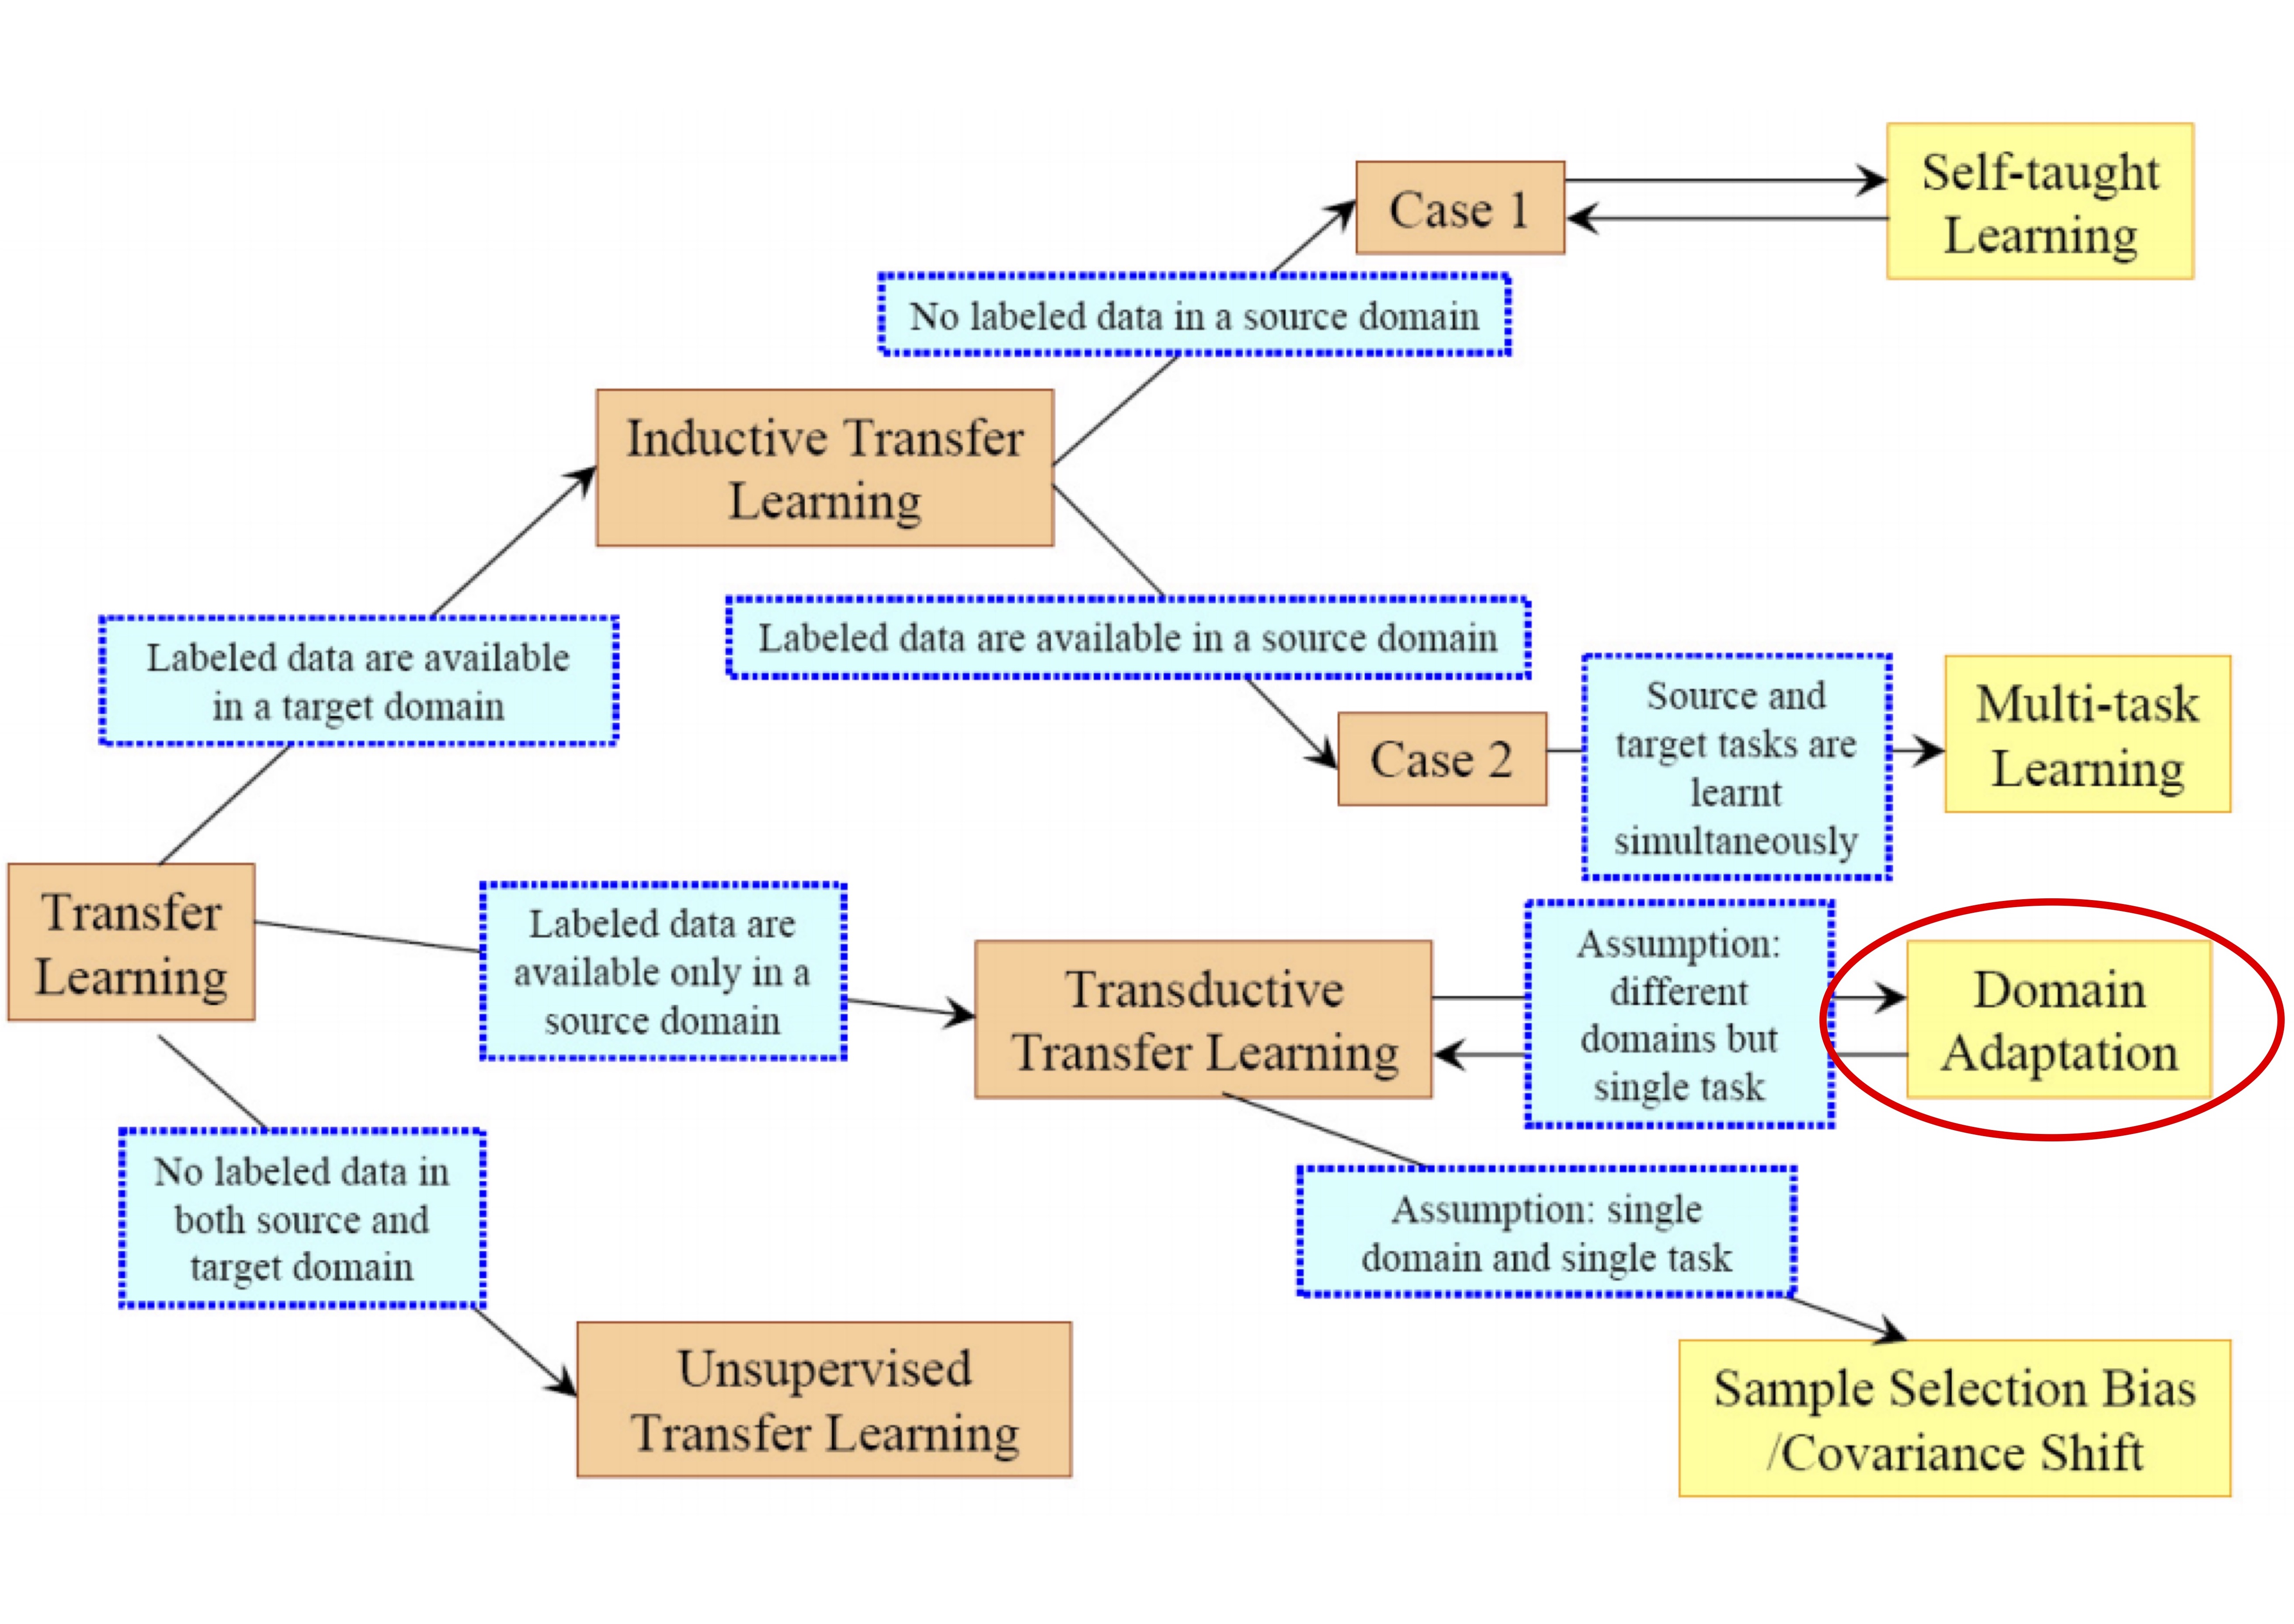 Self-taught
Learning
Case 1
No labeled data in a source domain
Inductive Transfer
Learning
Labeled data are available
in a target domain
Labeled data are available in a source domain
Case 2
Source and
target tasks are
learnt
simultaneously
Multi-task
Learning
Transfer
Learning
Labeled data are
available only in a
source domain
Transductive
Transfer Learning
Assumption:
different
domains but
single task
Domain
Adaptation
No labeled data in
both source and
target domain
Assumption: single
domain and single task
Unsupervised
Transfer Learning
Sample Selection Bias
/Covariance Shift